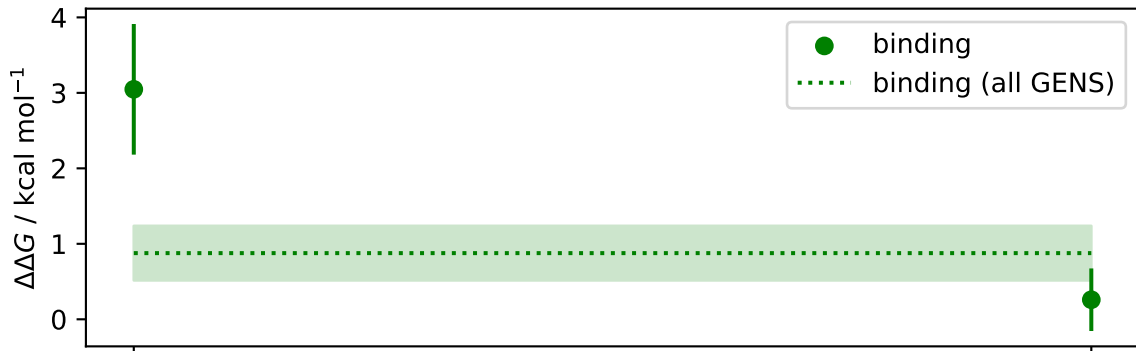 4
3
2
1
0
ΔΔG / kcal mol⁻¹
binding
binding (all GENS)